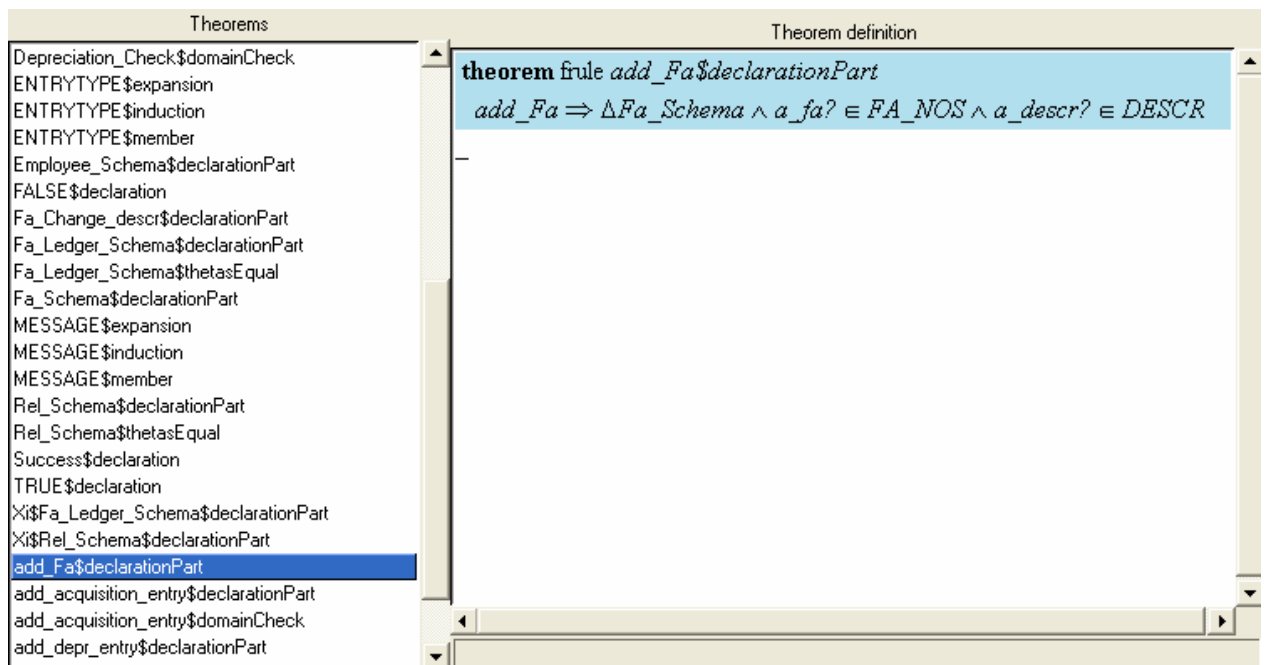 Theorems
Depreciation_Check$domainCheck
ENTRYTYPE$expansion
ENTRYTYPE$induction
ENTRYTYPE$member
Employee_Schema$declarationPart
FALSE$declaration
Fa_Change_descr$declarationPart
Fa_Ledger_Schema$declarationPart
Fa_Ledger_Schema$thetasEqual
Fa_Schema$declarationPart
MESSAGE$expansion
MESSAGE$induction
MESSAGE$member
Rel_Schema$declarationPart
Rel_Schema$thetasEqual
Success$declaration
TRUE$declaration
Xi$Fa_Ledger_Schema$declarationPart
Xi$Rel_Schema$declarationPart
add_Fa$declarationPart
add_acquisition_entry$declarationPart
add_acquisition_entry$domainCheck
add_depr_entry$declarationPart
Theorem definition
theorem frule add_Fa$declarationPart
add_Fa ⇒ ΔFa_Schema ∧ a_fa? ∈ FA_NOS ∧ a_descr? ∈ DESCR